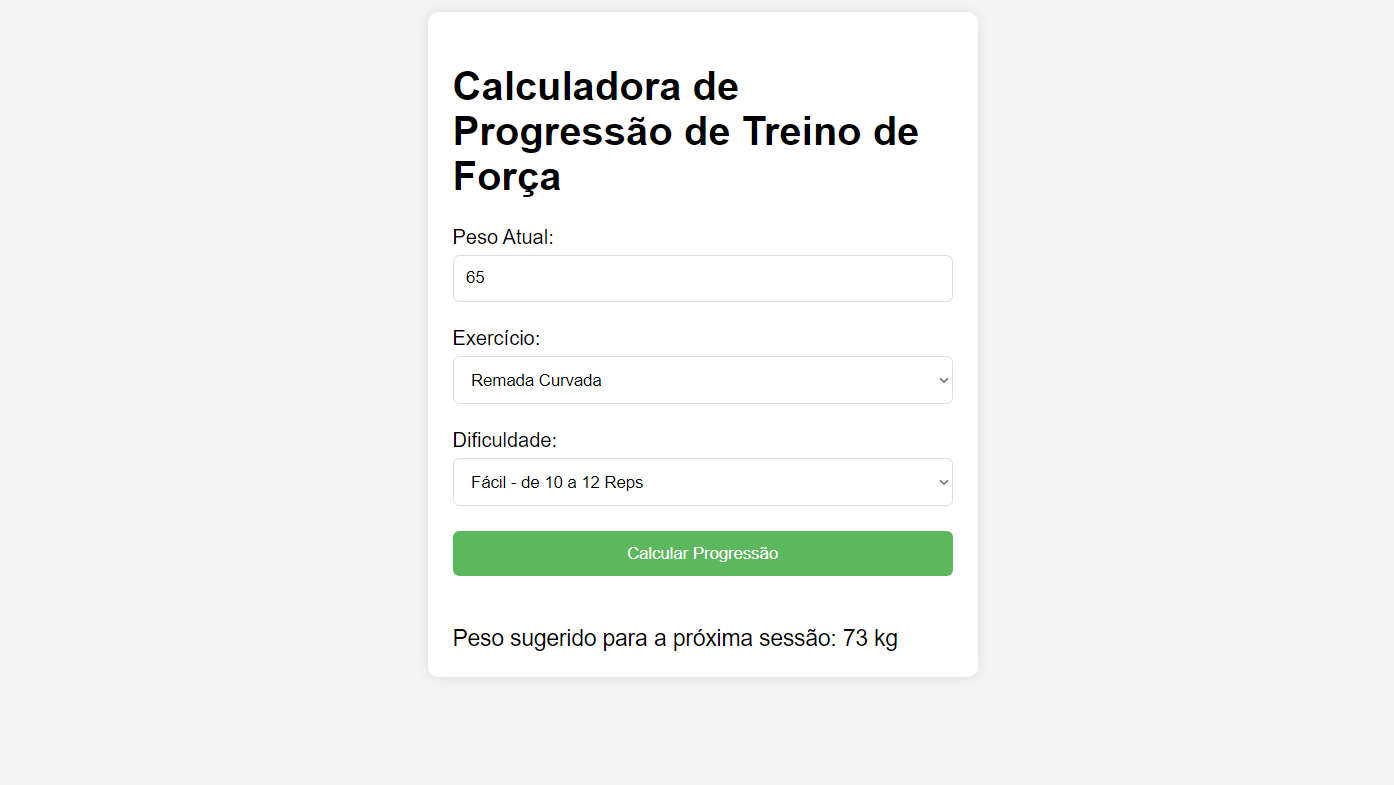 Calculadora de
Progressão de Treino de
Força
Peso Atual:
65
Exercício:
Remada Curvada
Dificuldade:
Fácil - de 10 a 12 Reps
Calcular Progressão
Peso sugerido para a próxima sessão: 73 kg